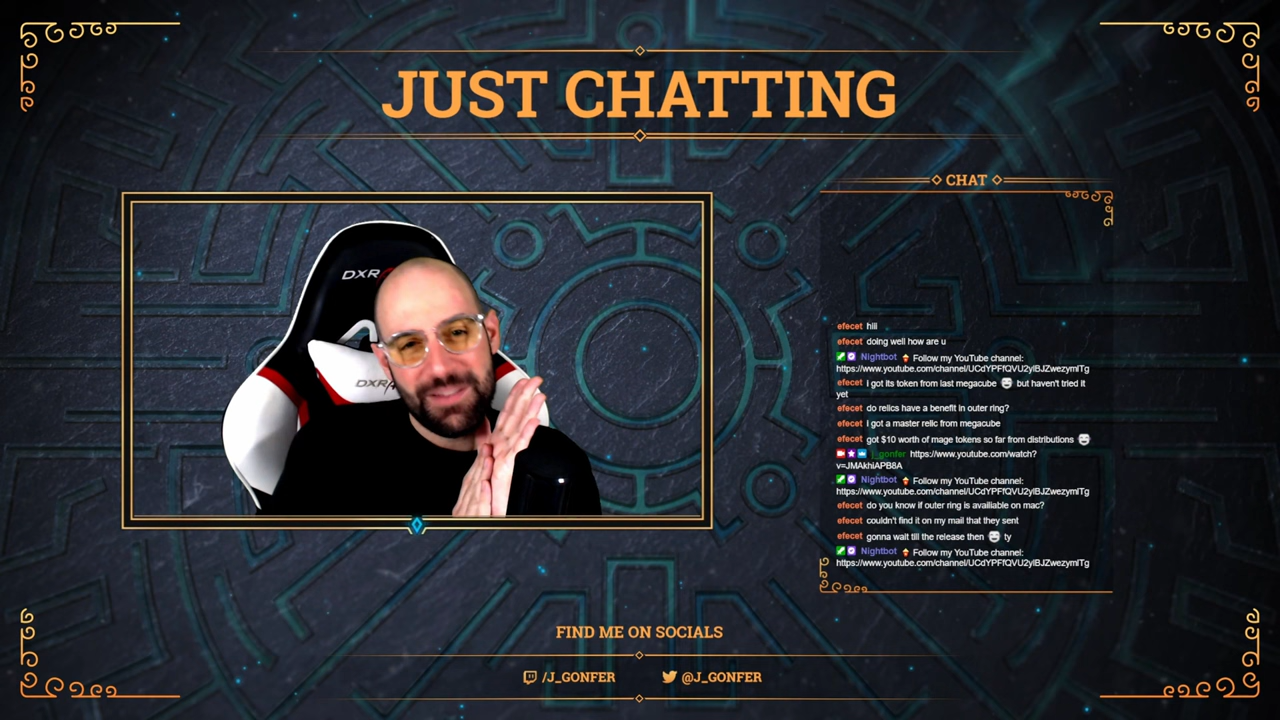 JUST CHATTING
CHAT
DXR
DXR
efecet hiii
efecet doing well how are u
Nightbot Follow my YouTube channel:
https://www.youtube.com/channel/UCdYPFfQVU2ylBJZwezymlTg
efecet I got its token from last megacube but haven't tried it
yet
efecet do relics have a benefit in outer ring?
efecet I got a master relic from megacube
efecet got $10 worth of mage tokens so far from distributions
j_gonfer https://www.youtube.com/watch?
v=JMAkhiAPB8A
Nightbot Follow my YouTube channel:
https://www.youtube.com/channel/UCdYPFfQVU2ylBJZwezymlTg
efecet do you know if outer ring is availiable on mac?
efecet couldn't find it on my mail that they sent
efecet gonna wait till the release then ty
Nightbot Follow my YouTube channel:
https://www.youtube.com/channel/UCdYPFfQVU2ylBJZwezymlTg
FIND ME ON SOCIALS
/J_GONFER @J_GONFER